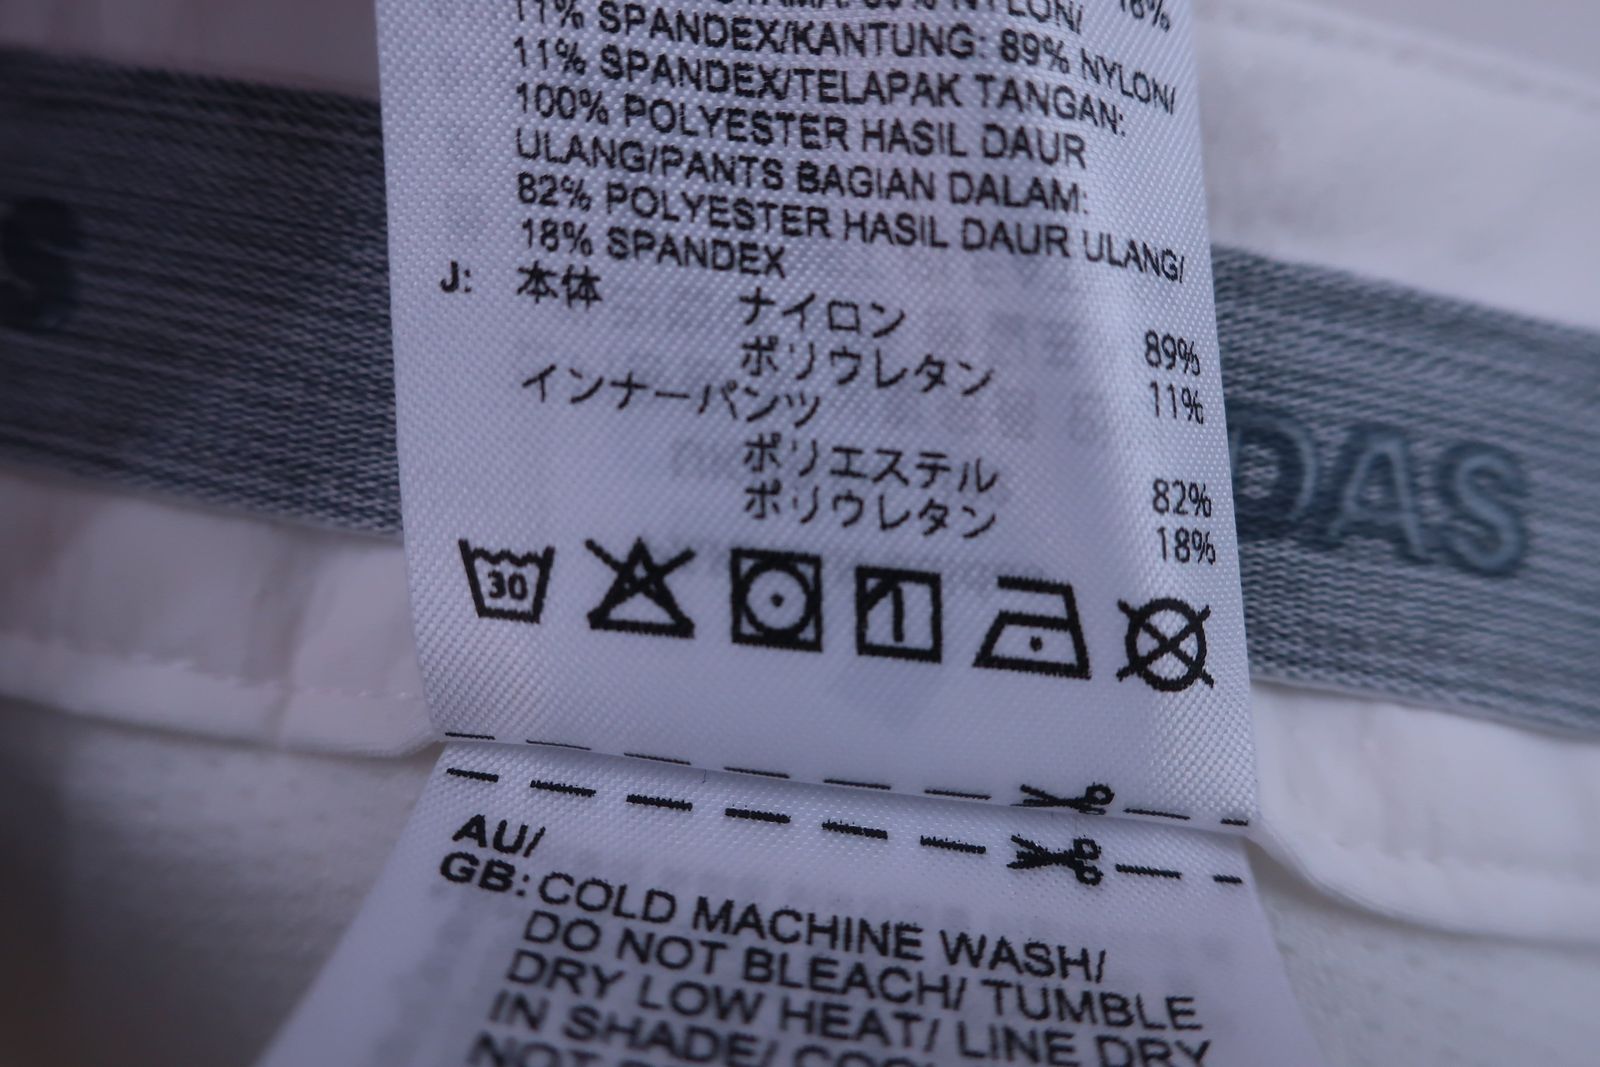 NYLON/ 18%
11% SPANDEX/KANTUNG: 89% NYLON/
11% SPANDEX/TELAPAK TANGAN:
100% POLYESTER HASIL DAUR
ULANG/PANTS BAGIAN DALAM:
82% POLYESTER HASIL DAUR ULANG/
18% SPANDEX
J: 本体 ナイロン 89%
ポリウレタン 11%
インナーパンツ
ポリエステル 82%
ポリウレタン 18%
30
AU/
GB: COLD MACHINE WASH/
DO NOT BLEACH/ TUMBLE
DRY LOW HEAT/ LINE DRY
IN SHADE/
S
DAS